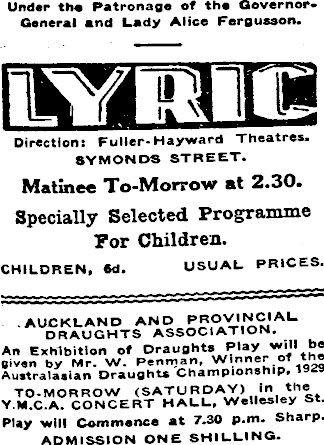 Under the Patronage of the Governor-
General and Lady Alice Fergusson.
LYRIC
Direction: Fuller-Hayward Theatres.
SYMONDS STREET.
Matinee To-Morrow at 2.30.
Specially Selected Programme
For Children.
CHILDREN, 6d. USUAL PRICES.
AUCKLAND AND PROVINCIAL
DRAUGHTS ASSOCIATION.
An Exhibition of Draughts Play will be
given by Mr. W. Penman, Winner of the
Australasian Draughts Championship, 1929
TO-MORROW (SATURDAY) in the
Y.M.C.A. CONCERT HALL, Wellesley St.
Play will Commence at 7.30 p.m. Sharp.
ADMISSION ONE SHILLING.